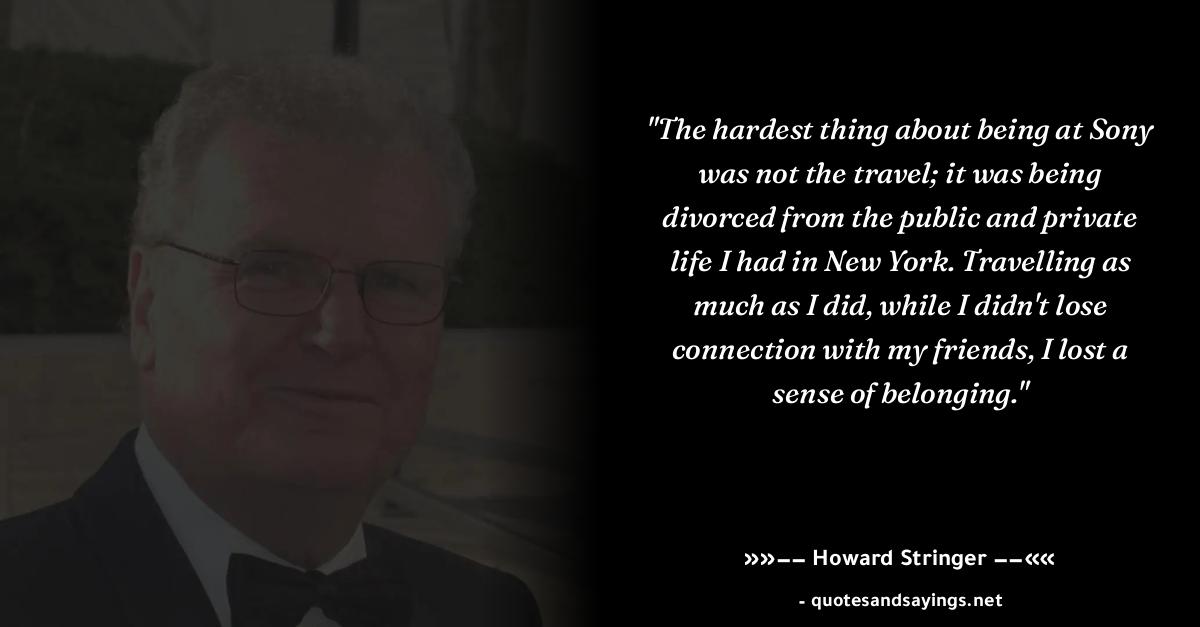 "The hardest thing about being at Sony
was not the travel; it was being
divorced from the public and private
life I had in New York. Travelling as
much as I did, while I didn't lose
connection with my friends, I lost a
sense of belonging."
»»–– Howard Stringer ––««
- quotesandsayings.net